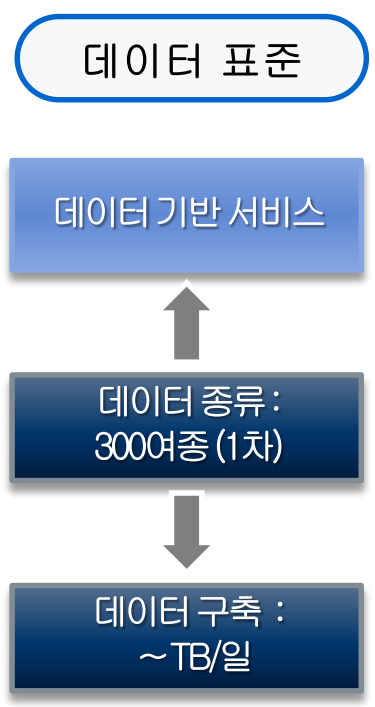 데이터 표준
데이터 기반 서비스
데이터 종류 :
300여종 (1차)
데이터 구축 :
~TB/일